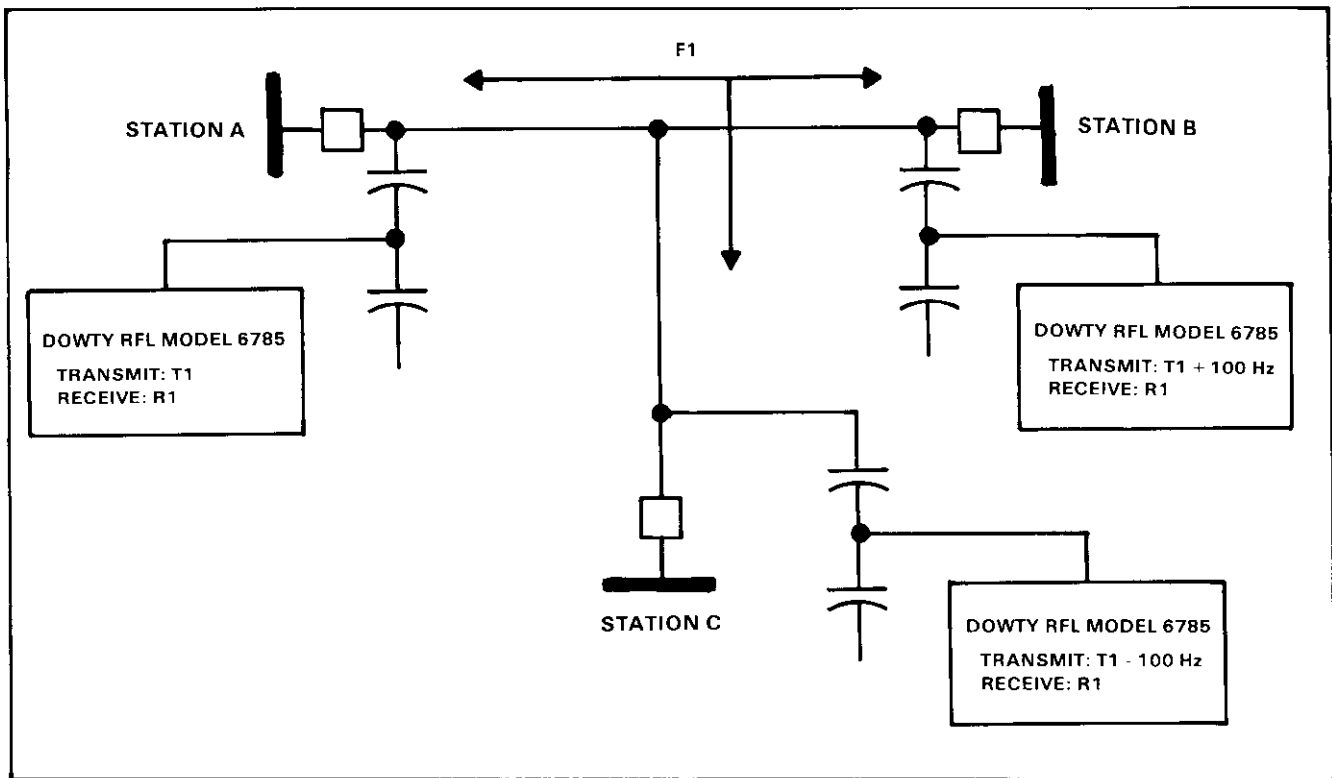 F1
STATION A
STATION B
DOWTY RFL MODEL 6785
TRANSMIT: T1
RECEIVE: R1
DOWTY RFL MODEL 6785
TRANSMIT: T1 + 100 Hz
RECEIVE: R1
STATION C
DOWTY RFL MODEL 6785
TRANSMIT: T1 - 100 Hz
RECEIVE: R1